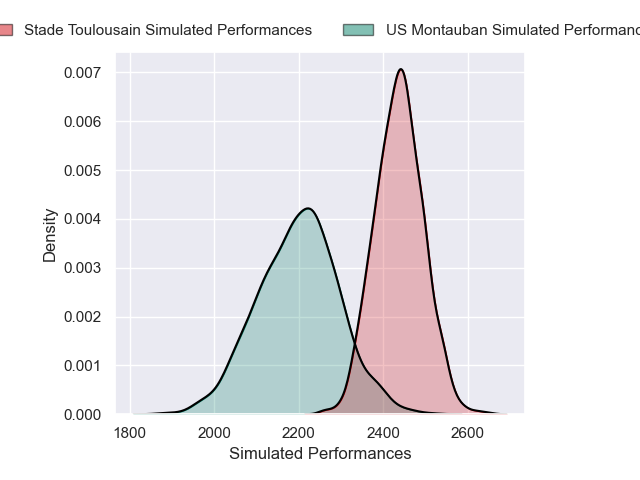 Stade Toulousain Simulated Performances US Montauban Simulated Performanc
0.007
0.006
0.005
0.004
0.003
0.002
0.001
0.000
Density
1800 2000 2200 2400 2600
Simulated Performances